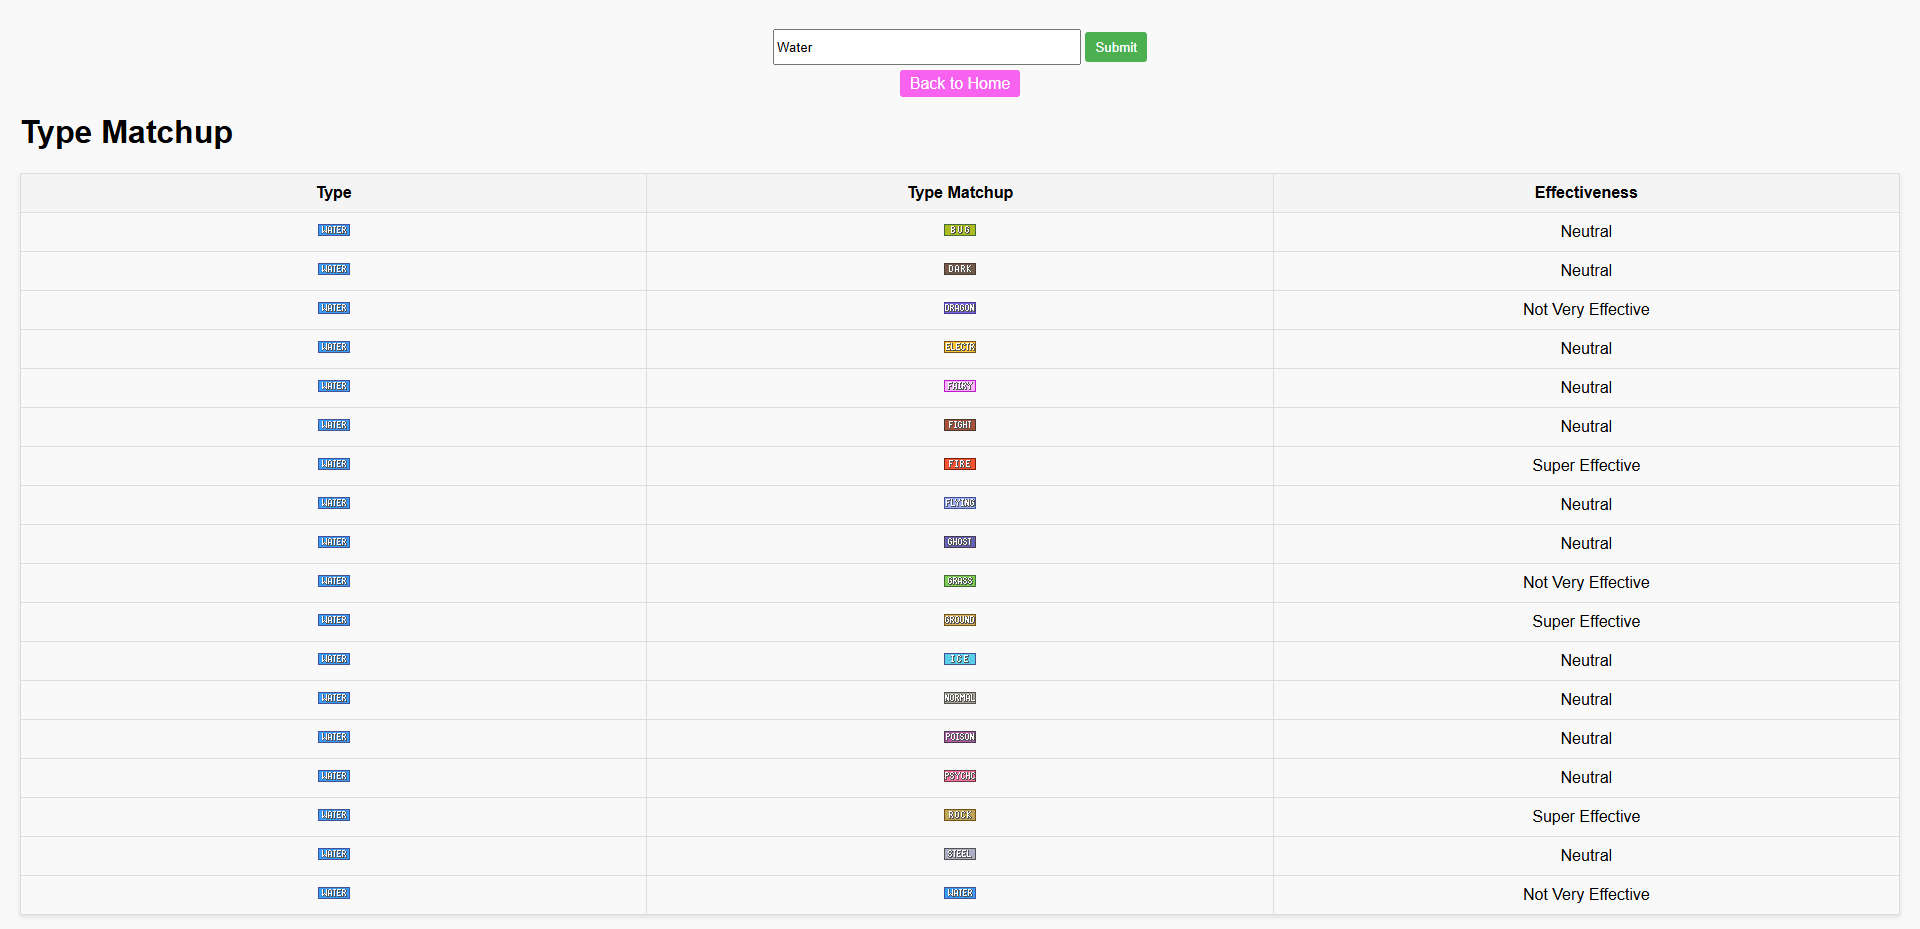 Water Submit
Back to Home
Type Matchup
Type Type Matchup Effectiveness
WATER BUG Neutral
WATER DARK Neutral
WATER DRAGON Not Very Effective
WATER ELECTR Neutral
WATER FAIRY Neutral
WATER FIGHT Neutral
WATER FIRE Super Effective
WATER FLYING Neutral
WATER GHOST Neutral
WATER GRASS Not Very Effective
WATER GROUND Super Effective
WATER ICE Neutral
WATER NORMAL Neutral
WATER POISON Neutral
WATER PSYCHC Neutral
WATER ROCK Super Effective
WATER STEEL Neutral
WATER WATER Not Very Effective